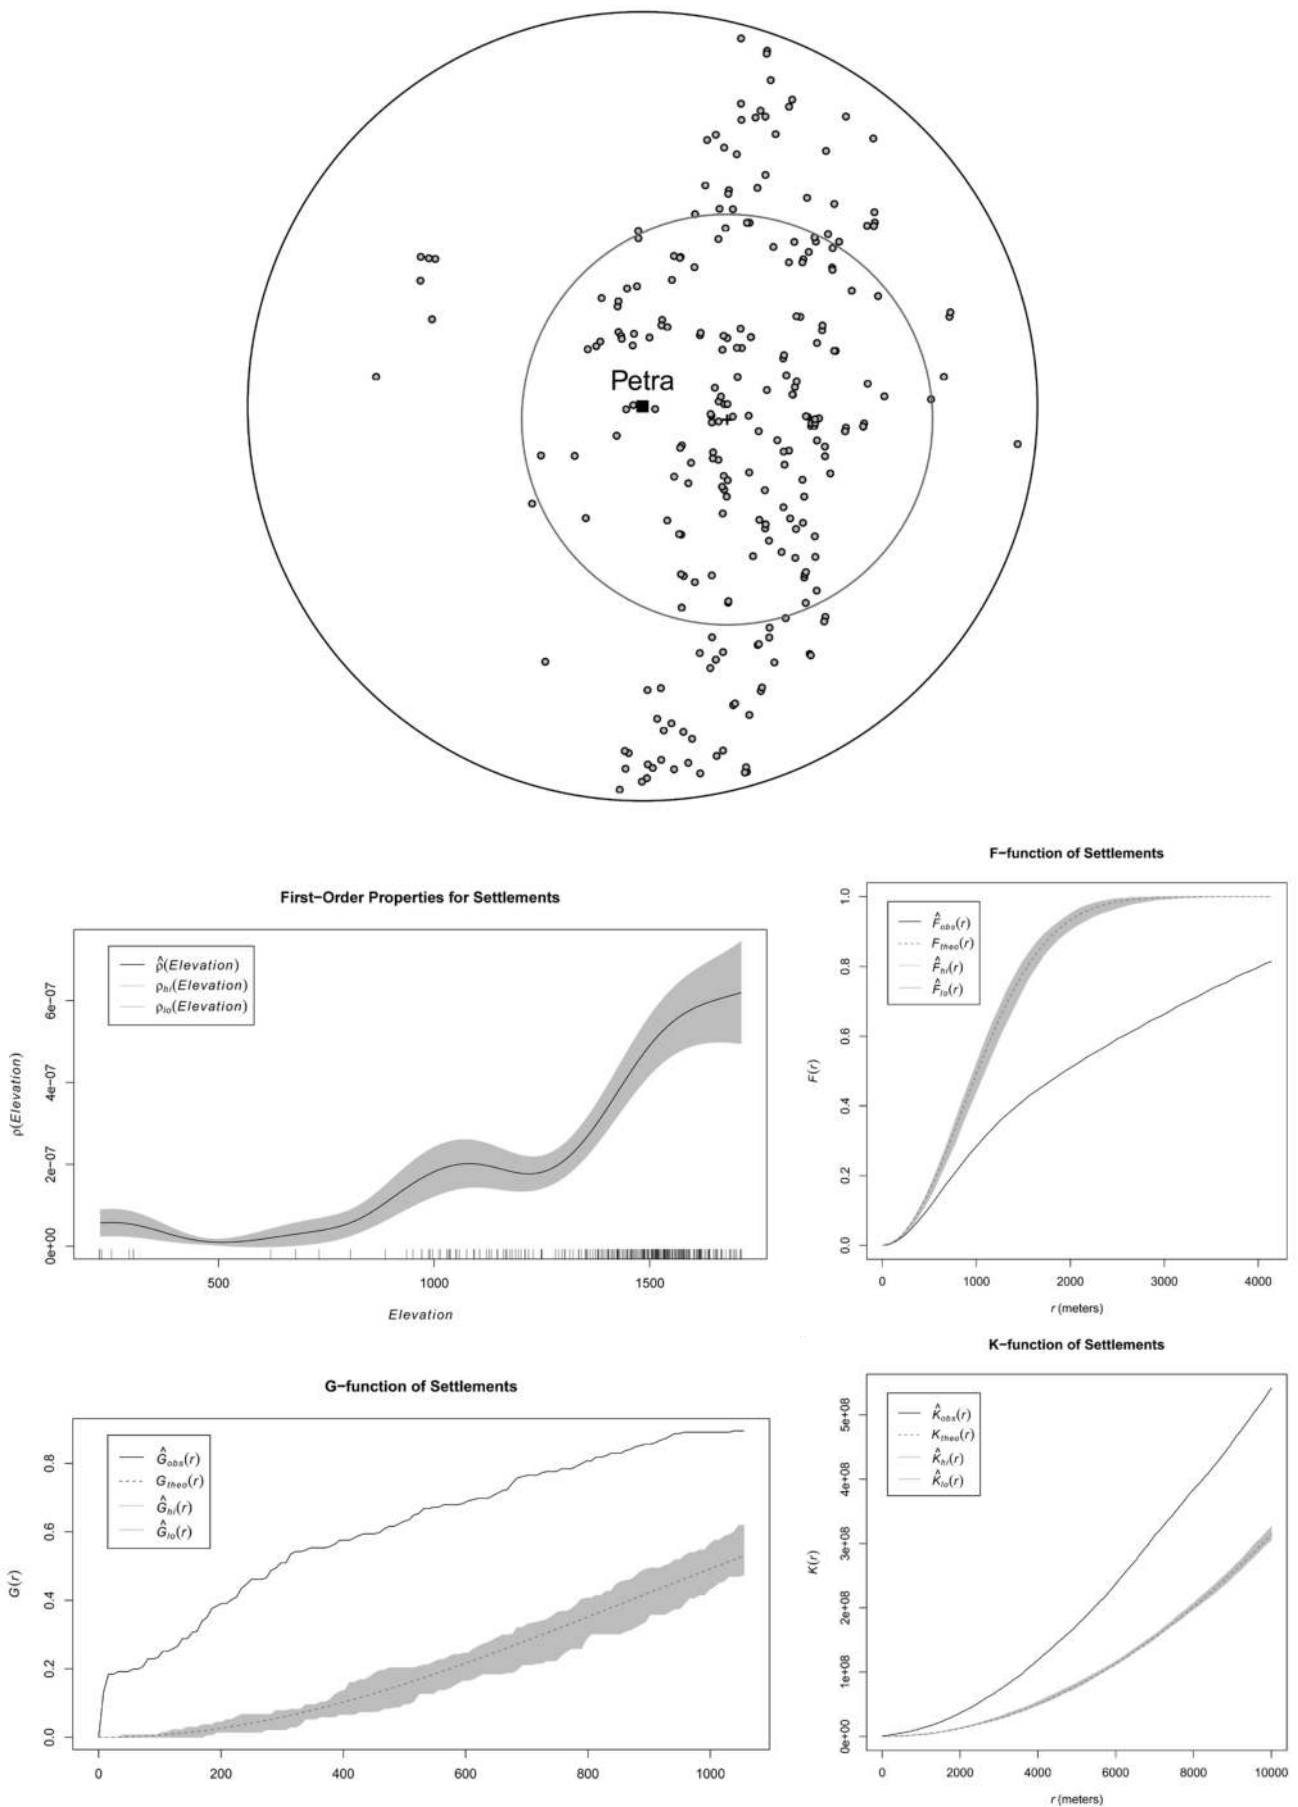 Petra
F−function of Settlements
F̂obs(r)
Ftheo(r)
F̂hi(r)
F̂lo(r)
F(r)
0.0 0.2 0.4 0.6 0.8 1.0
0 1000 2000 3000 4000
r (meters)
First−Order Properties for Settlements
ρ̂(Elevation)
ρhi(Elevation)
ρlo(Elevation)
ρ(Elevation)
0e+00 2e−07 4e−07 6e−07
500 1000 1500
Elevation
K−function of Settlements
K̂obs(r)
Ktheo(r)
K̂hi(r)
K̂lo(r)
K(r)
0e+00 1e+08 2e+08 3e+08 4e+08 5e+08
0 2000 4000 6000 8000 10000
r (meters)
G−function of Settlements
Ĝobs(r)
Gtheo(r)
Ĝhi(r)
Ĝlo(r)
G(r)
0.0 0.2 0.4 0.6 0.8
0 200 400 600 800 1000